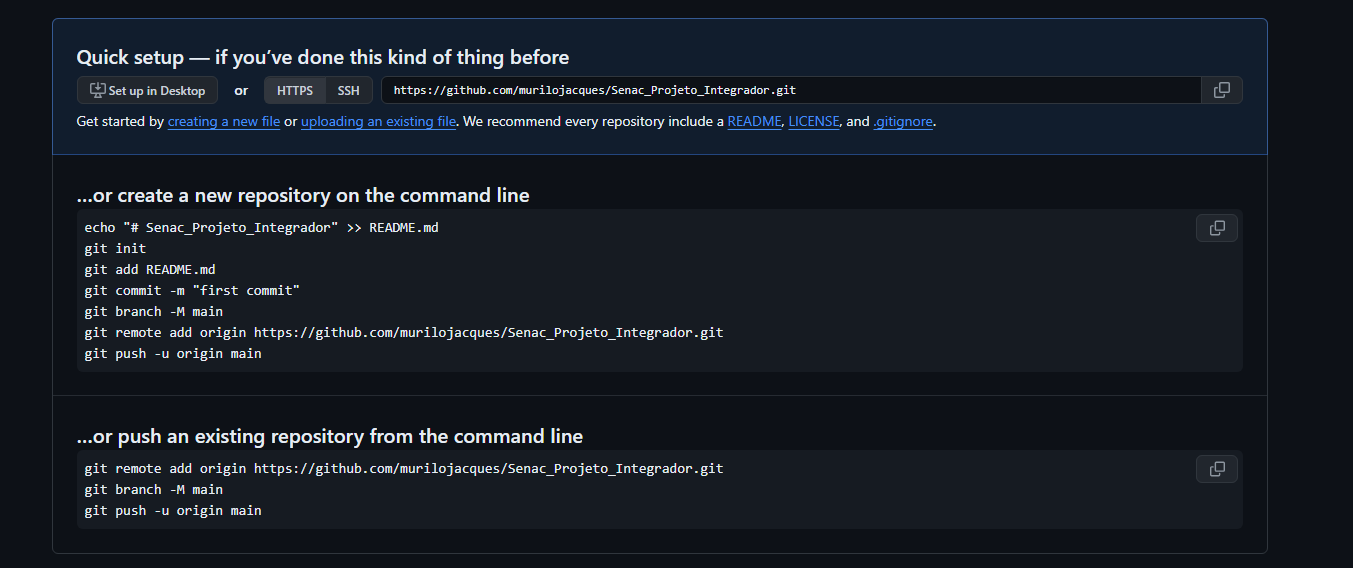 Quick setup — if you’ve done this kind of thing before
Set up in Desktop or HTTPS SSH https://github.com/murilojacques/Senac_Projeto_Integrador.git
Get started by creating a new file or uploading an existing file. We recommend every repository include a README, LICENSE, and .gitignore.
…or create a new repository on the command line
echo "# Senac_Projeto_Integrador" >> README.md
git init
git add README.md
git commit -m "first commit"
git branch -M main
git remote add origin https://github.com/murilojacques/Senac_Projeto_Integrador.git
git push -u origin main
…or push an existing repository from the command line
git remote add origin https://github.com/murilojacques/Senac_Projeto_Integrador.git
git branch -M main
git push -u origin main